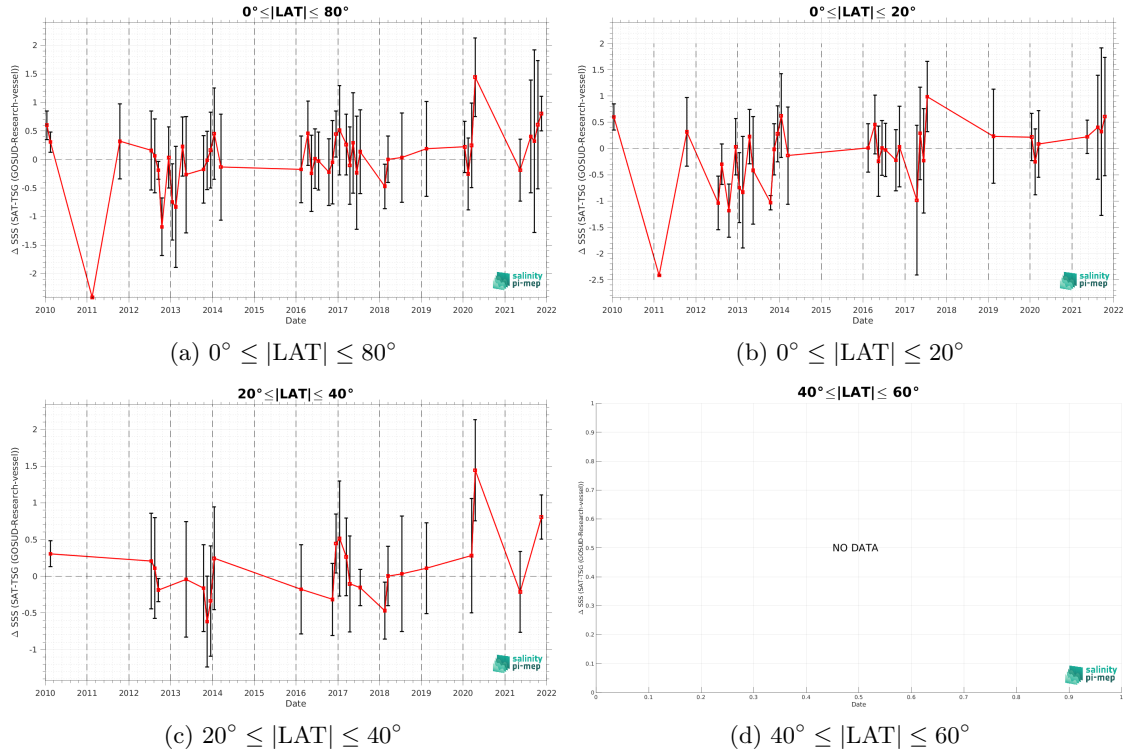 0°≤|LAT|≤ 80°
Δ SSS (SAT-TSG (GOSUD-Research-vessel))
2
1.5
1
0.5
0
-0.5
-1
-1.5
-2
2010 2011 2012 2013 2014 2015 2016 2017 2018 2019 2020 2021 2022
Date
salinity
pi-mep
(a) 0° ≤ |LAT| ≤ 80°
0°≤|LAT|≤ 20°
Δ SSS (SAT-TSG (GOSUD-Research-vessel))
2
1.5
1
0.5
0
-0.5
-1
-1.5
-2
-2.5
2010 2011 2012 2013 2014 2015 2016 2017 2018 2019 2020 2021 2022
Date
salinity
pi-mep
(b) 0° ≤ |LAT| ≤ 20°
20°≤|LAT|≤ 40°
Δ SSS (SAT-TSG (GOSUD-Research-vessel))
2
1.5
1
0.5
0
-0.5
-1
2010 2011 2012 2013 2014 2015 2016 2017 2018 2019 2020 2021 2022
Date
salinity
pi-mep
(c) 20° ≤ |LAT| ≤ 40°
40°≤|LAT|≤ 60°
Δ SSS (SAT-TSG (GOSUD-Research-vessel))
1
0.9
0.8
0.7
0.6
0.5
0.4
0.3
0.2
0.1
0
NO DATA
0 0.1 0.2 0.3 0.4 0.5 0.6 0.7 0.8 0.9 1
Date
salinity
pi-mep
(d) 40° ≤ |LAT| ≤ 60°